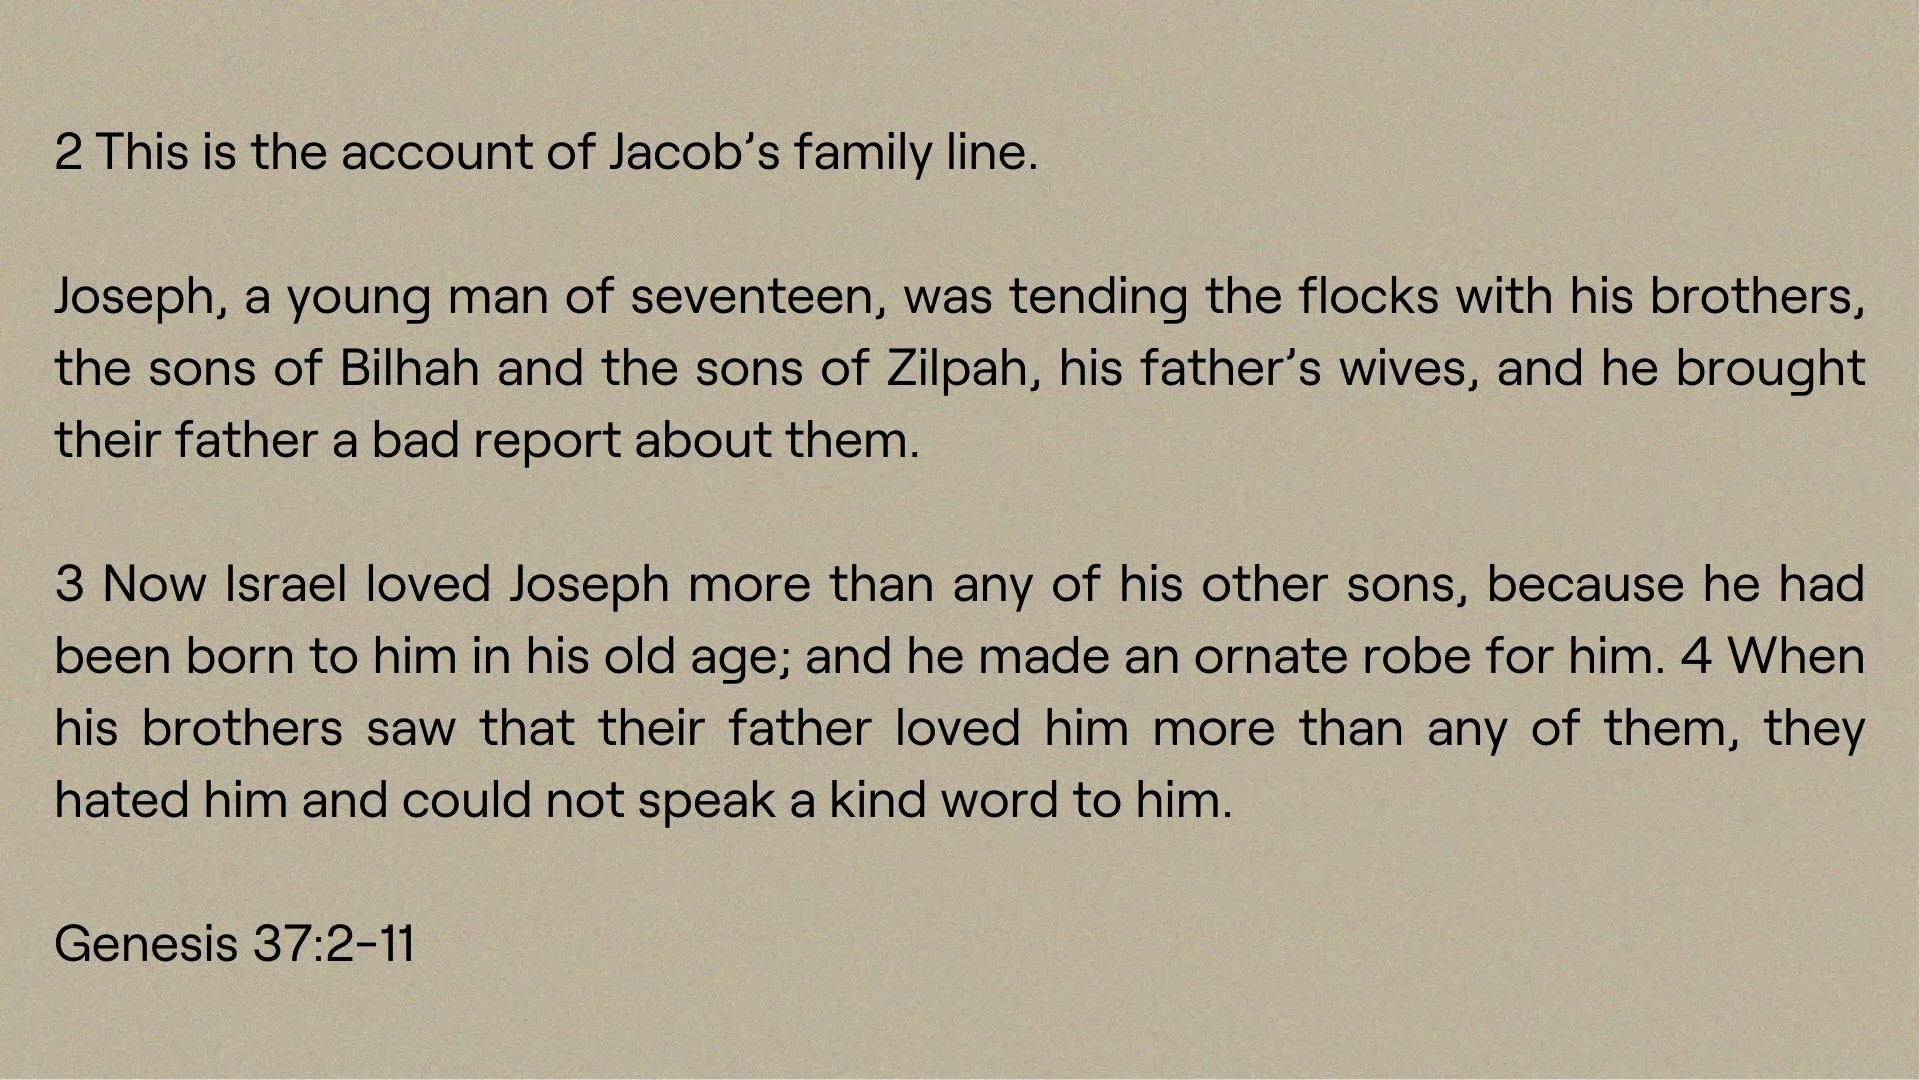 2 This is the account of Jacob’s family line.
Joseph, a young man of seventeen, was tending the flocks with his brothers,
the sons of Bilhah and the sons of Zilpah, his father’s wives, and he brought
their father a bad report about them.
3 Now Israel loved Joseph more than any of his other sons, because he had
been born to him in his old age; and he made an ornate robe for him. 4 When
his brothers saw that their father loved him more than any of them, they
hated him and could not speak a kind word to him.
Genesis 37:2-11